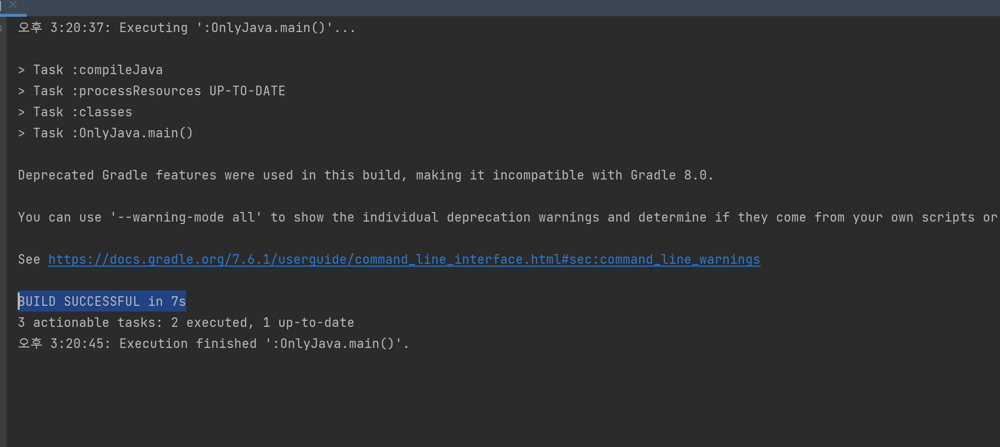 오후 3:20:37: Executing ':OnlyJava.main()'...
> Task :compileJava
> Task :processResources UP-TO-DATE
> Task :classes
> Task :OnlyJava.main()
Deprecated Gradle features were used in this build, making it incompatible with Gradle 8.0.
You can use '--warning-mode all' to show the individual deprecation warnings and determine if they come from your own scripts or
See https://docs.gradle.org/7.6.1/userguide/command_line_interface.html#sec:command_line_warnings
BUILD SUCCESSFUL in 7s
3 actionable tasks: 2 executed, 1 up-to-date
오후 3:20:45: Execution finished ':OnlyJava.main()'.